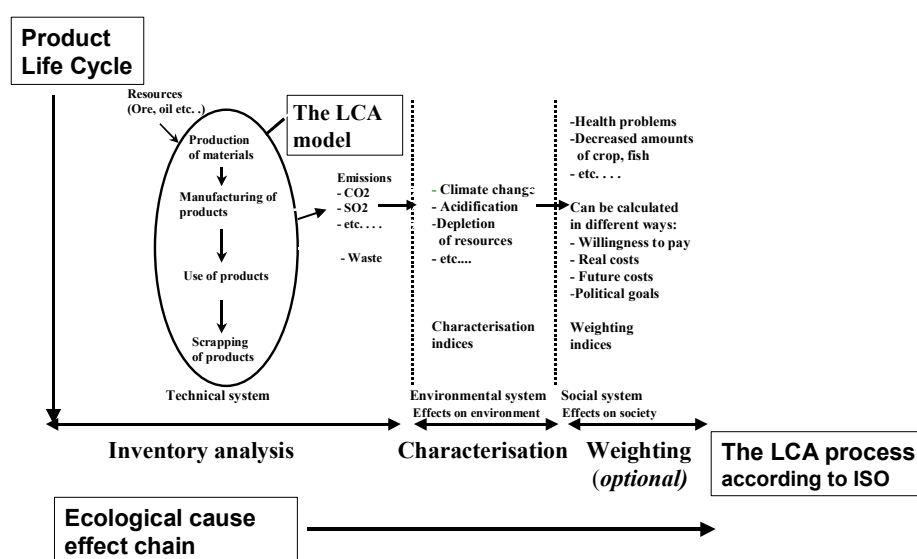 Product
Life Cycle
Resources
(Ore, oil etc. .)
The LCA
model
Production
of materials
Manufacturing of
products
Use of products
Scrapping
of products
Technical system
Emissions
- CO2
- SO2
- etc. . . .
- Waste
- Climate change
- Acidification
-Depletion
of resources
- etc....
Characterisation
indices
Environmental system
Effects on environment
-Health problems
-Decreased amounts
of crop, fish
- etc. . . .
Can be calculated
in different ways:
- Willingness to pay
- Real costs
- Future costs
-Political goals
Weighting
indices
Social system
Effects on society
Inventory analysis
Characterisation
Weighting
(optional)
The LCA process
according to ISO
Ecological cause
effect chain